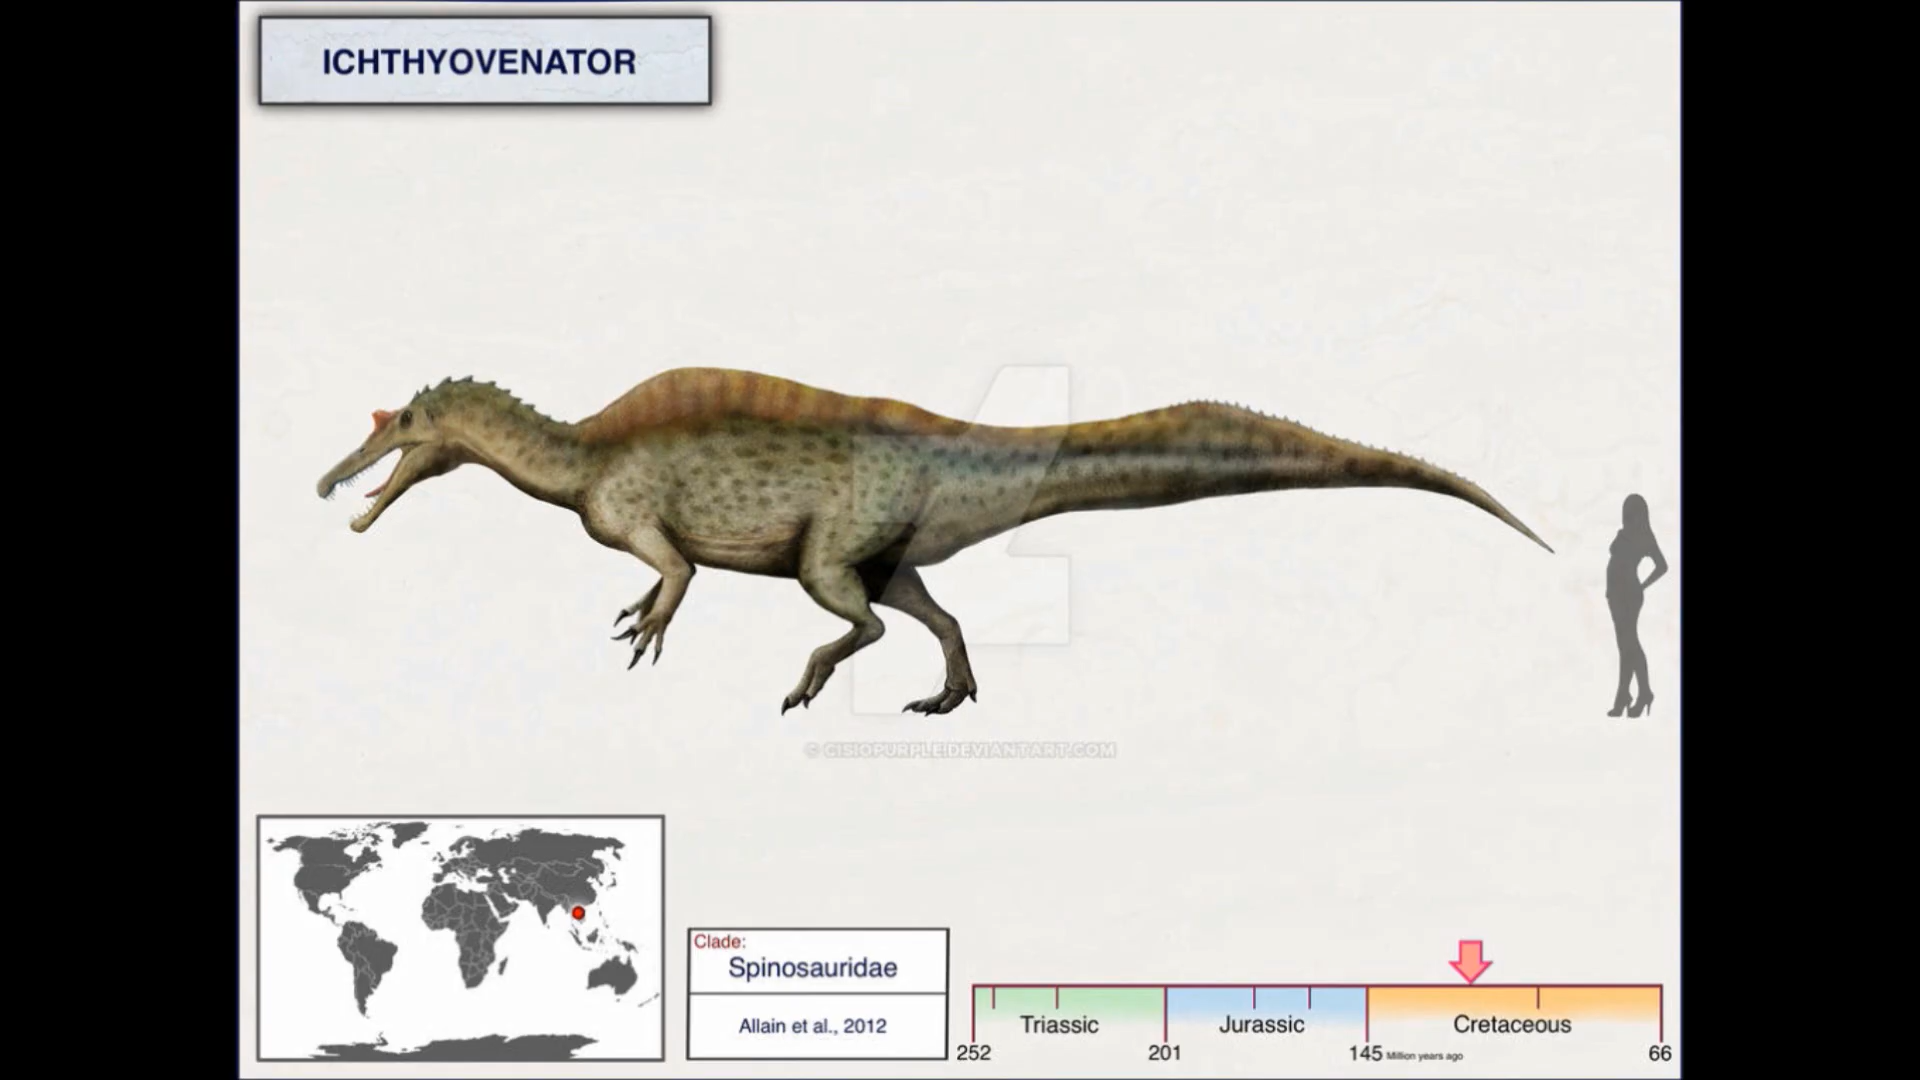 ICHTHYOVENATOR
© CISIOPURPLE.DEVIANTART.COM
Clade:
Spinosauridae
Allain et al., 2012
Triassic
Jurassic
Cretaceous
252
201
145
Million years ago
66